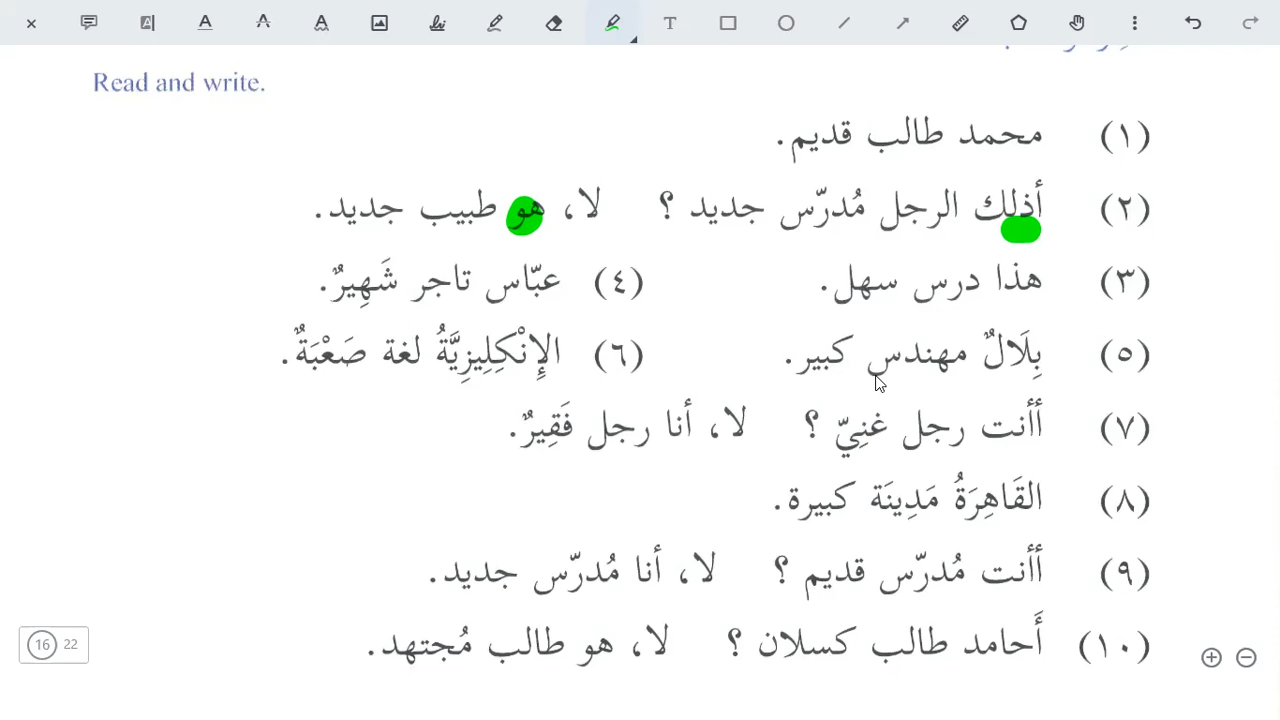 Read and write.
(١) محمد طالب قديم.
(٢) أذلك الرجل مُدرّس جديد ؟ لا، هو طبيب جديد.
(٣) هذا درس سهل. (٤) عبّاس تاجر شَهِيرٌ.
(٥) بِلَالٌ مهندس كبير. (٦) الإِنْكِلِيزِيَّةُ لغة صَعْبَةٌ.
(٧) أأنت رجل غنِيّ ؟ لا، أنا رجل فَقِيرٌ.
(٨) القَاهِرَةُ مَدِينَة كبيرة.
(٩) أأنت مُدرّس قديم ؟ لا، أنا مُدرّس جديد.
(١٠) أَحامد طالب كسلان ؟ لا، هو طالب مُجتهد.
16 22